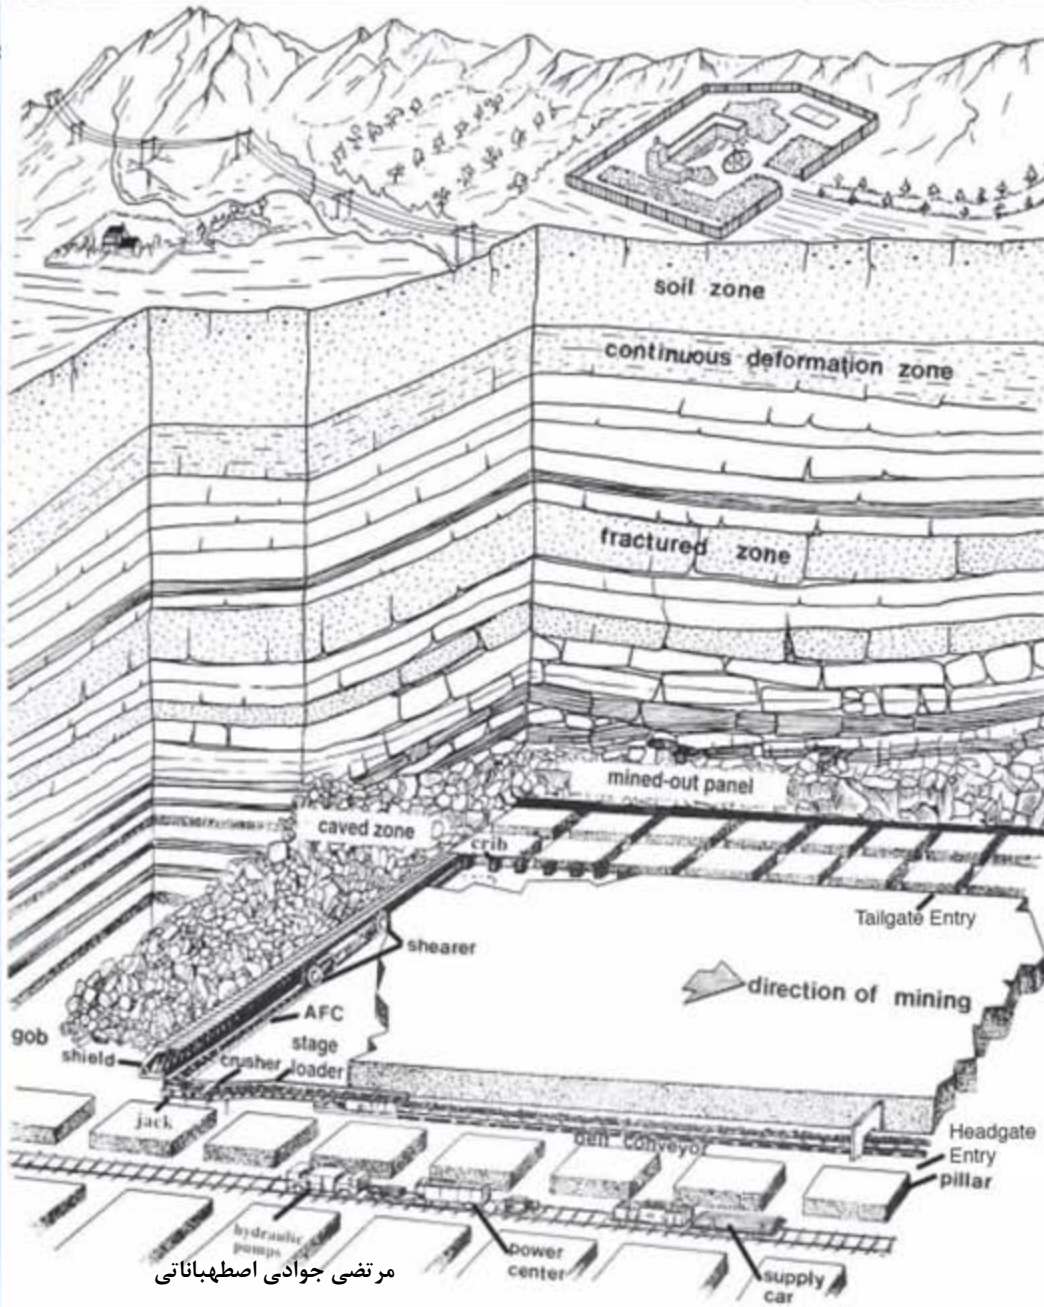 soil zone
continuous deformation zone
fractured zone
mined-out panel
caved zone
crib
Tailgate Entry
shearer
direction of mining
AFC
gob
stage
loader
shield
crusher
jack
belt conveyor
Headgate
Entry
pillar
hydraulic
pumps
power
center
supply
car
مرتضی جوادی اصطهباناتی